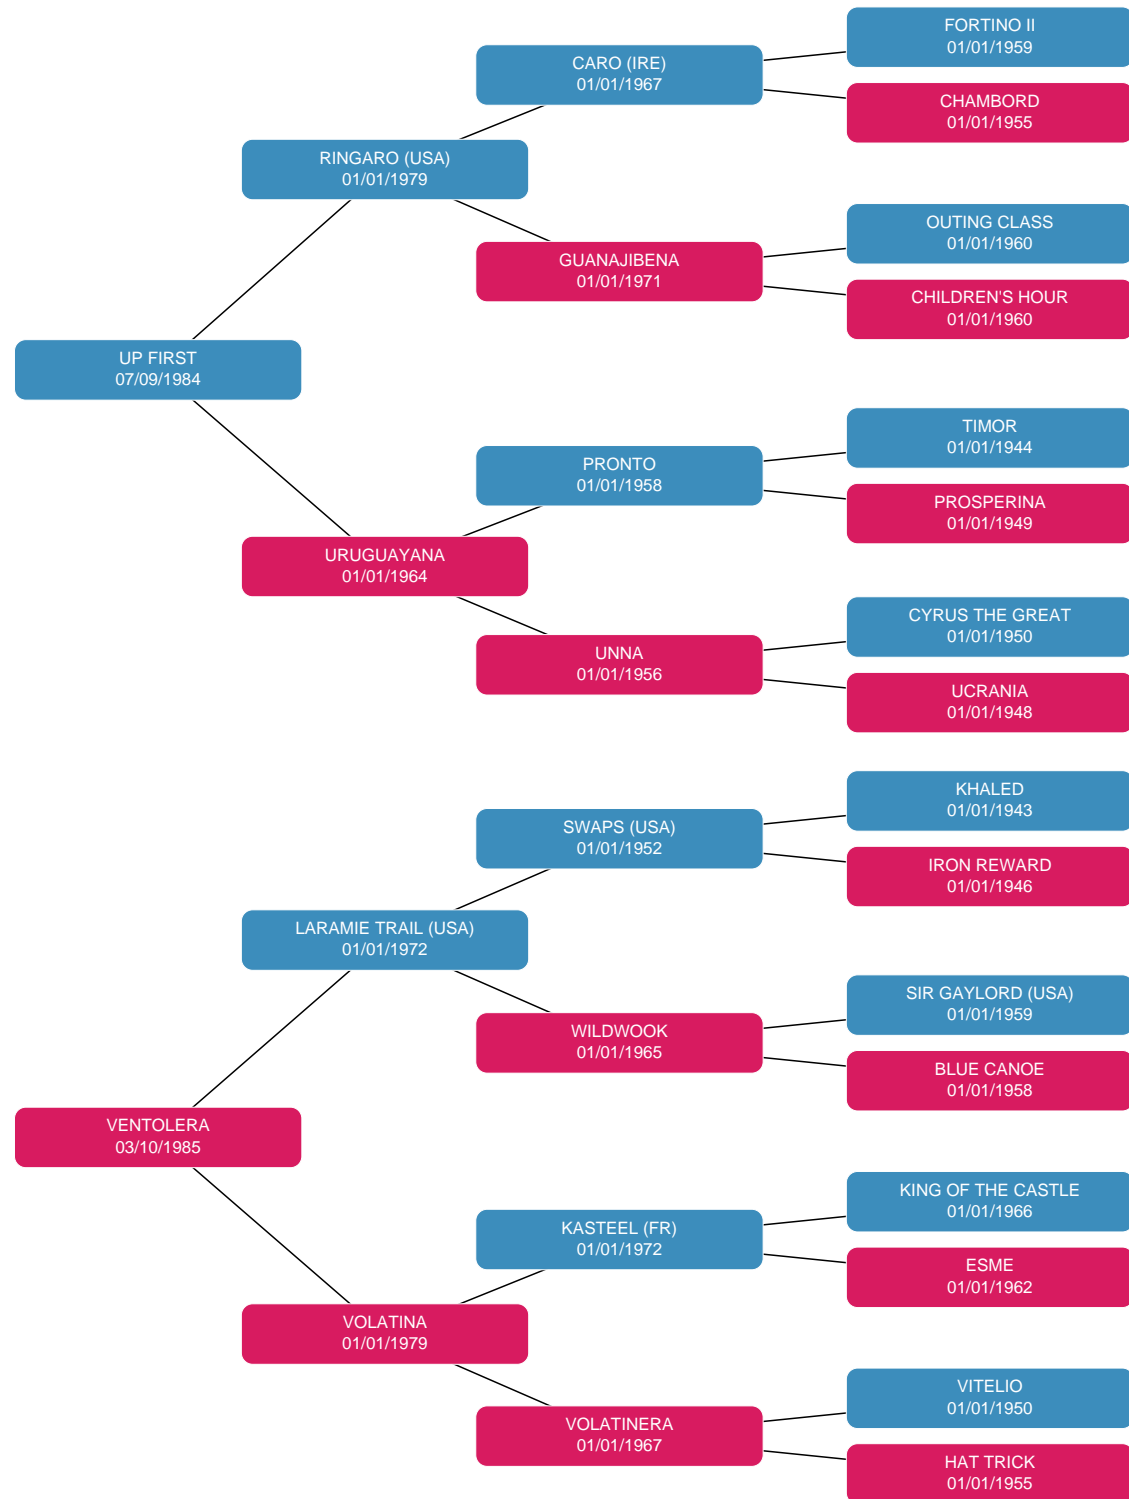 FORTINO II
01/01/1959
CARO (IRE)
01/01/1967
CHAMBORD
01/01/1955
RINGARO (USA)
01/01/1979
OUTING CLASS
01/01/1960
GUANAJIBENA
01/01/1971
CHILDREN'S HOUR
01/01/1960
UP FIRST
07/09/1984
TIMOR
01/01/1944
PRONTO
01/01/1958
PROSPERINA
01/01/1949
URUGUAYANA
01/01/1964
CYRUS THE GREAT
01/01/1950
UNNA
01/01/1956
UCRANIA
01/01/1948
KHALED
01/01/1943
SWAPS (USA)
01/01/1952
IRON REWARD
01/01/1946
LARAMIE TRAIL (USA)
01/01/1972
SIR GAYLORD (USA)
01/01/1959
WILDWOOK
01/01/1965
BLUE CANOE
01/01/1958
VENTOLERA
03/10/1985
KING OF THE CASTLE
01/01/1966
KASTEEL (FR)
01/01/1972
ESME
01/01/1962
VOLATINA
01/01/1979
VITELIO
01/01/1950
VOLATINERA
01/01/1967
HAT TRICK
01/01/1955